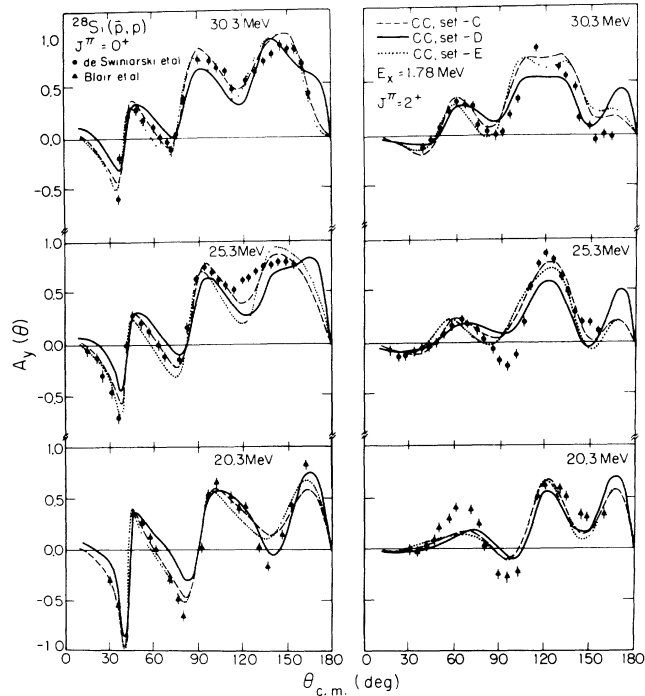 ²⁸Si(p̄,p)
J^π = 0⁺
● de Swiniarski etal
▲ Blair et al
30.3 MeV
1.0
0.5
0.0
-0.5
CC, set-C
CC, set-D
CC, set-E
Eₓ = 1.78 MeV
J^π = 2⁺
30.3 MeV
25.3 MeV
1.0
0.5
0.0
-0.5
25.3 MeV
20.3 MeV
1.0
0.5
0.0
-0.5
-1.0
20.3 MeV
A_y(θ)
0 30 60 90 120 150 180
0 30 60 90 120 150 180
θ_c.m. (deg)